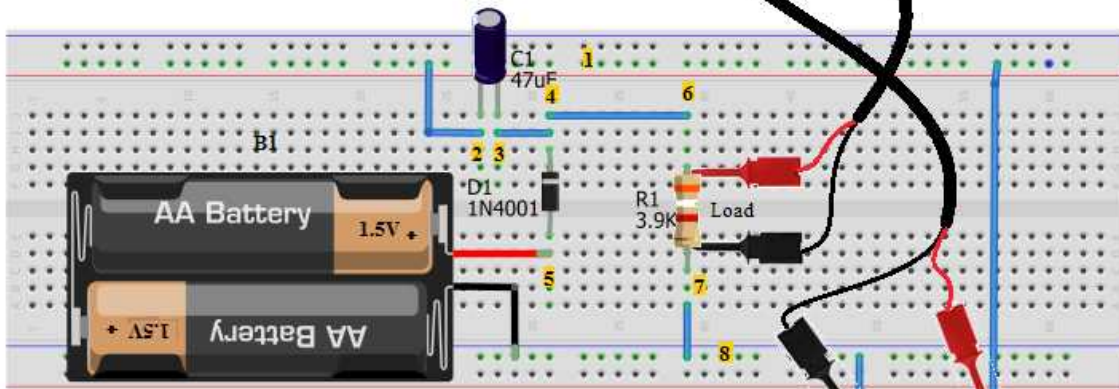 1
C1
47uF
4
6
B1
2 3
AA Battery
1.5V +
D1
1N4001
R1
3.9K
Load
5
7
AA Battery
1.5V +
8